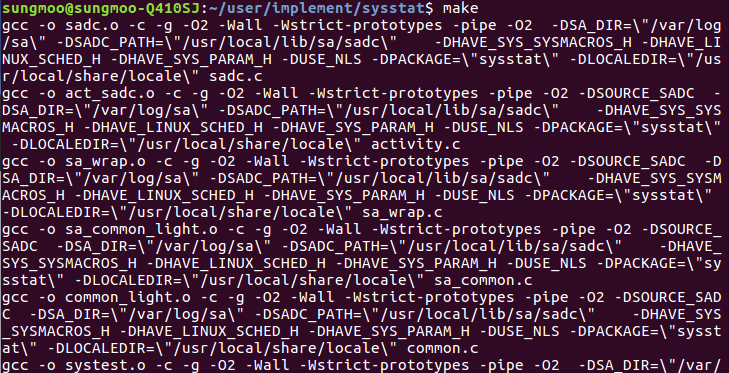 sungmoo@sungmoo-Q410SJ:~/user/implement/sysstat$ make
gcc -o sadc.o -c -g -O2 -Wall -Wstrict-prototypes -pipe -O2  -DSA_DIR=\"/var/log
/sa\" -DSADC_PATH=\"/usr/local/lib/sa/sadc\"    -DHAVE_SYS_SYSMACROS_H -DHAVE_LI
NUX_SCHED_H -DHAVE_SYS_PARAM_H -DUSE_NLS -DPACKAGE=\"sysstat\" -DLOCALEDIR=\"/us
r/local/share/locale\" sadc.c
gcc -o act_sadc.o -c -g -O2 -Wall -Wstrict-prototypes -pipe -O2 -DSOURCE_SADC  -
DSA_DIR=\"/var/log/sa\" -DSADC_PATH=\"/usr/local/lib/sa/sadc\"    -DHAVE_SYS_SYS
MACROS_H -DHAVE_LINUX_SCHED_H -DHAVE_SYS_PARAM_H -DUSE_NLS -DPACKAGE=\"sysstat\"
 -DLOCALEDIR=\"/usr/local/share/locale\" activity.c
gcc -o sa_wrap.o -c -g -O2 -Wall -Wstrict-prototypes -pipe -O2 -DSOURCE_SADC  -D
SA_DIR=\"/var/log/sa\" -DSADC_PATH=\"/usr/local/lib/sa/sadc\"    -DHAVE_SYS_SYSM
ACROS_H -DHAVE_LINUX_SCHED_H -DHAVE_SYS_PARAM_H -DUSE_NLS -DPACKAGE=\"sysstat\" 
-DLOCALEDIR=\"/usr/local/share/locale\" sa_wrap.c
gcc -o sa_common_light.o -c -g -O2 -Wall -Wstrict-prototypes -pipe -O2 -DSOURCE_
SADC  -DSA_DIR=\"/var/log/sa\" -DSADC_PATH=\"/usr/local/lib/sa/sadc\"    -DHAVE_
SYS_SYSMACROS_H -DHAVE_LINUX_SCHED_H -DHAVE_SYS_PARAM_H -DUSE_NLS -DPACKAGE=\"sy
sstat\" -DLOCALEDIR=\"/usr/local/share/locale\" sa_common.c
gcc -o common_light.o -c -g -O2 -Wall -Wstrict-prototypes -pipe -O2 -DSOURCE_SAD
C  -DSA_DIR=\"/var/log/sa\" -DSADC_PATH=\"/usr/local/lib/sa/sadc\"    -DHAVE_SYS
_SYSMACROS_H -DHAVE_LINUX_SCHED_H -DHAVE_SYS_PARAM_H -DUSE_NLS -DPACKAGE=\"sysst
at\" -DLOCALEDIR=\"/usr/local/share/locale\" common.c
gcc -o systest.o -c -g -O2 -Wall -Wstrict-prototypes -pipe -O2  -DSA_DIR=\"/var/